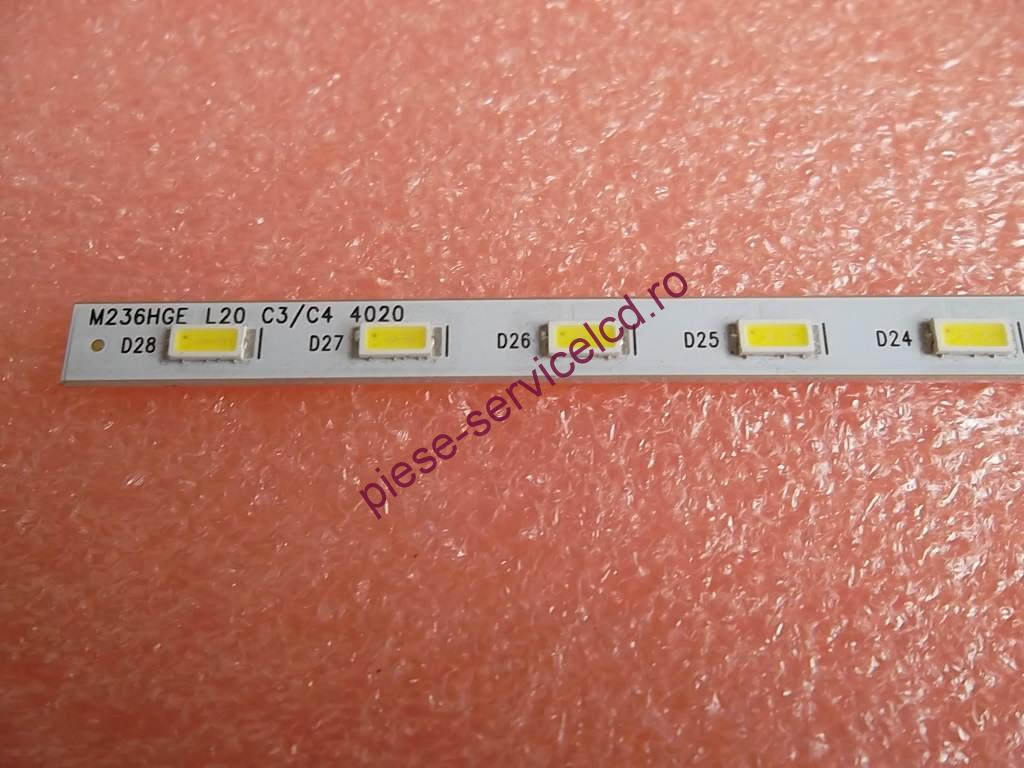 M236HGE L20 C3/C4 4020
D28 D27 D26 D25 D24
piese-servicelcd.ro